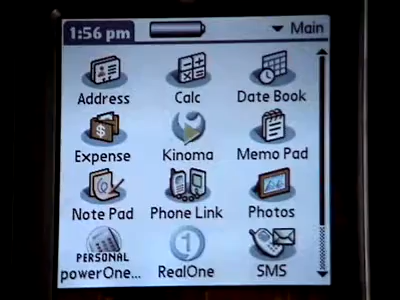 1:56 pm
Main
Address
Calc
Date Book
Expense
Kinoma
Memo Pad
Note Pad
Phone Link
Photos
PERSONAL
powerOne...
RealOne
SMS